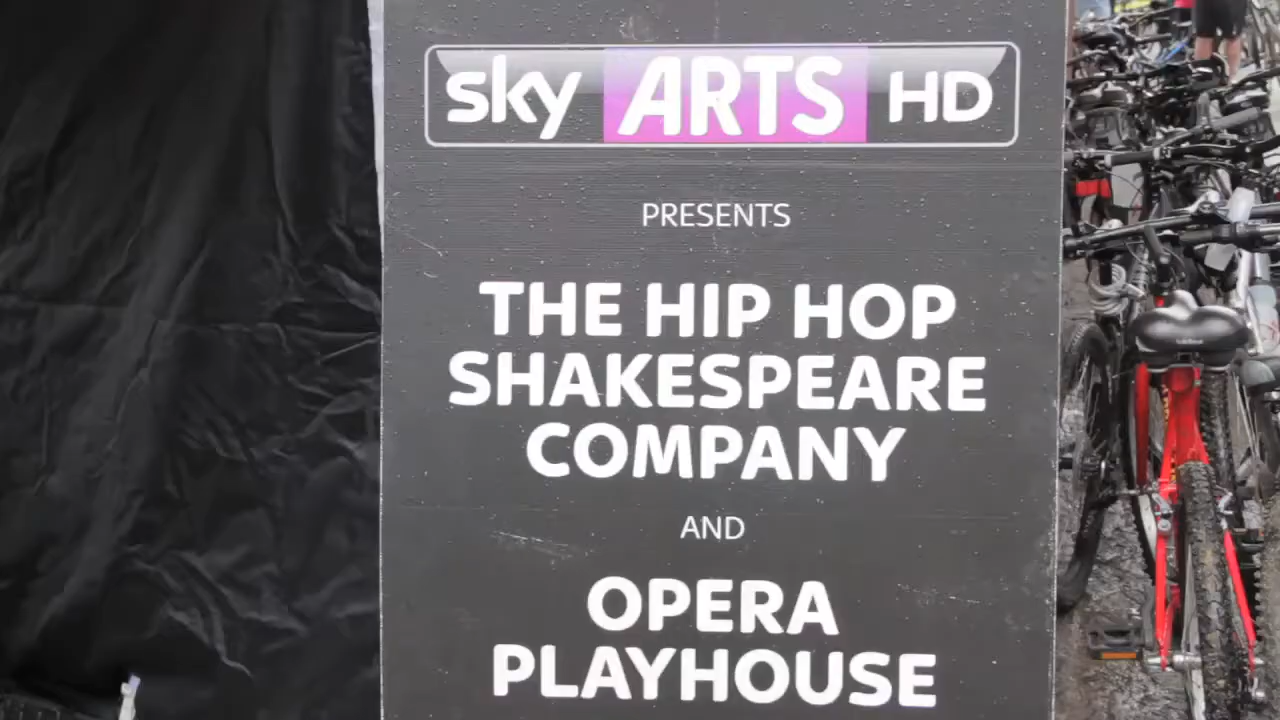 sky ARTS HD
PRESENTS
THE HIP HOP
SHAKESPEARE
COMPANY
AND
OPERA
PLAYHOUSE